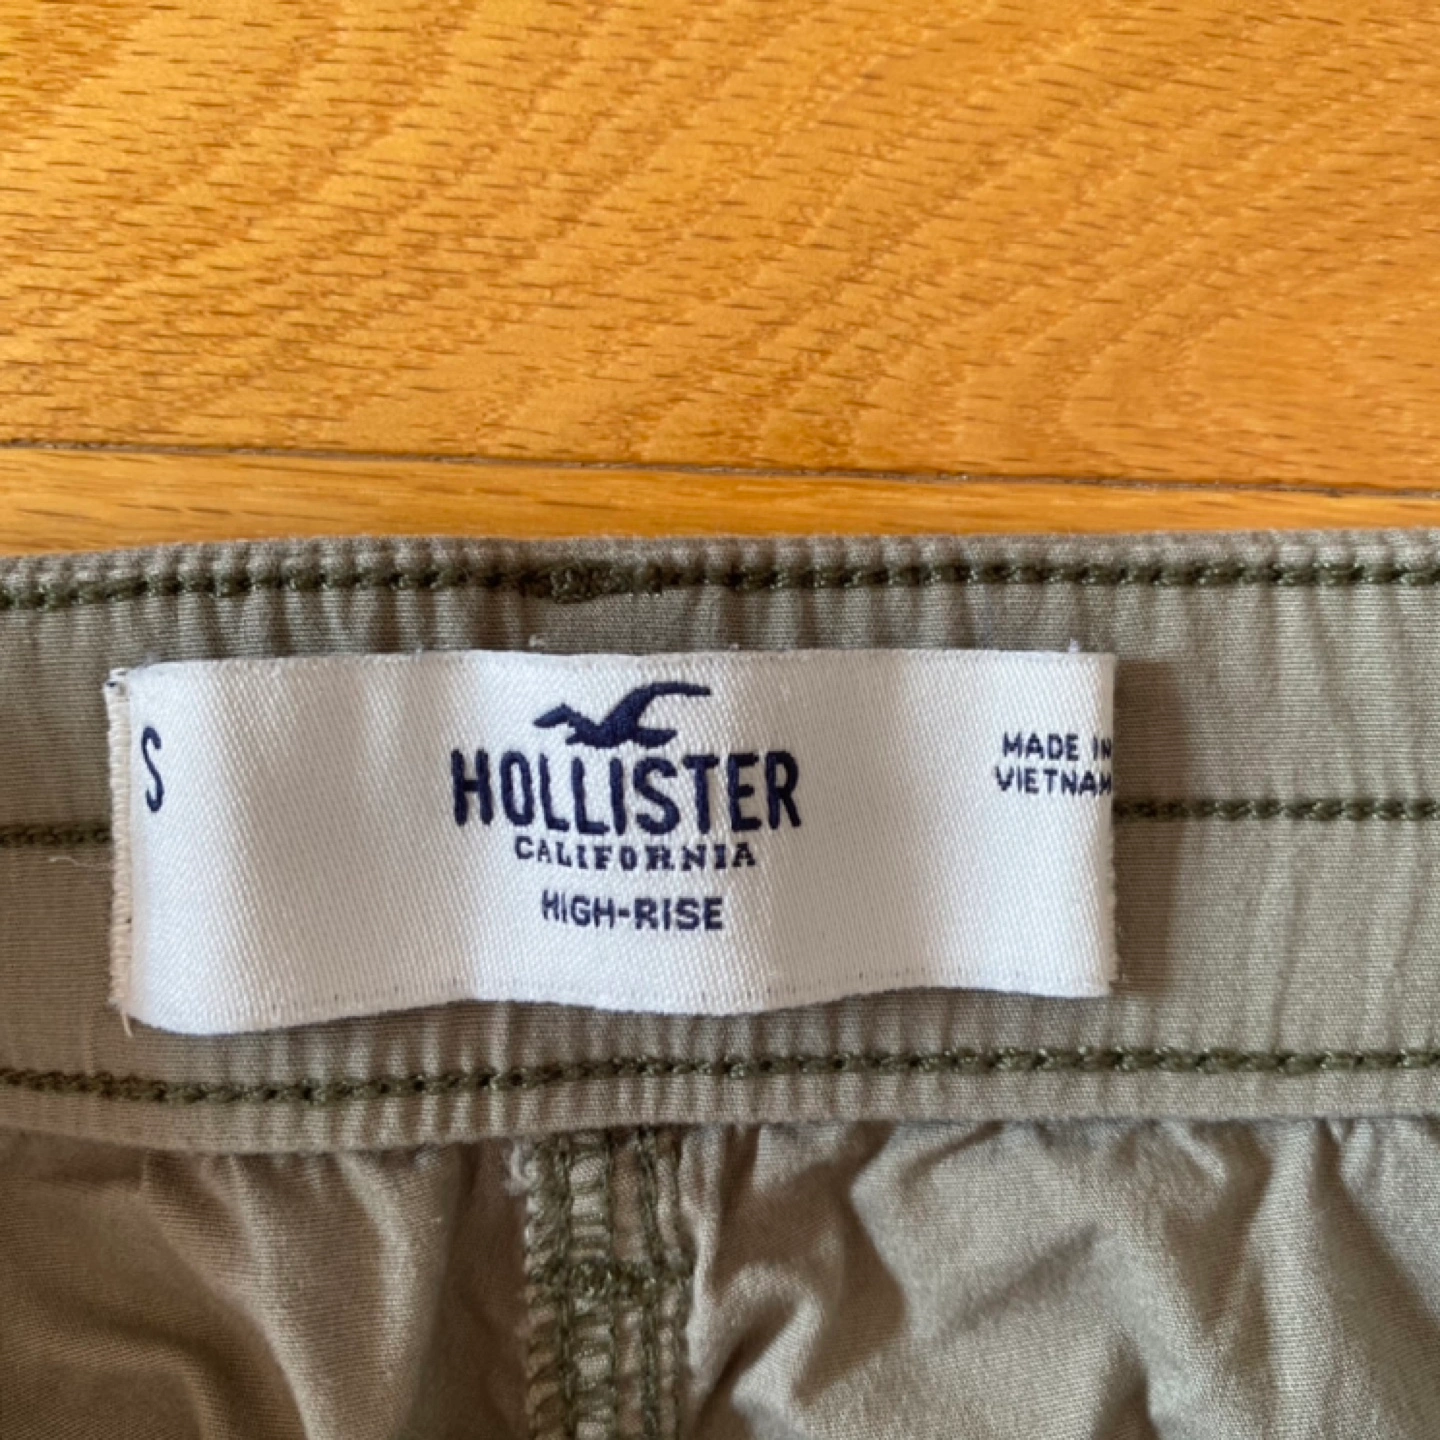 S
HOLLISTER
CALIFORNIA
HIGH-RISE
MADE IN
VIETNAM